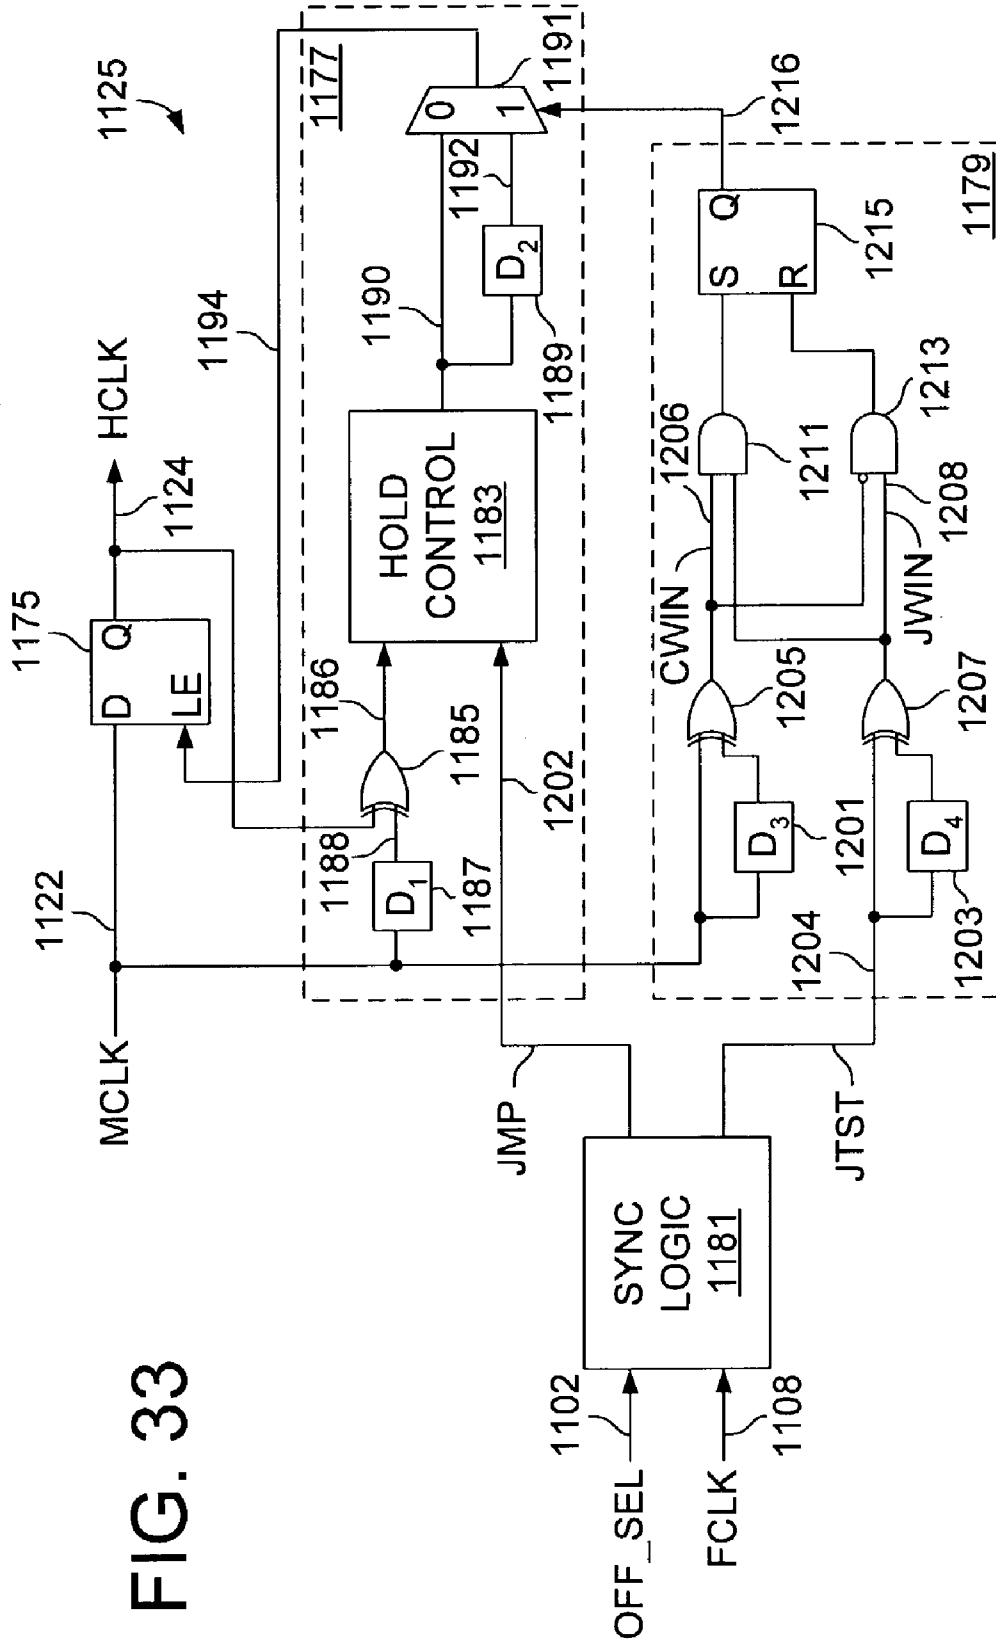 FIG. 33
1125
MCLK
1122
1175
D
Q
LE
1124
HCLK
1194
1177
1188
D1
1187
1185
1186
HOLD
CONTROL
1183
1190
D2
1189
1192
0
1
1191
JMP
1202
OFF_SEL
1102
FCLK
1108
SYNC
LOGIC
1181
JTST
1204
D3
1201
D4
1203
1205
1207
CWIN
JWIN
1206
1208
1211
1213
S
Q
R
1215
1216
1179